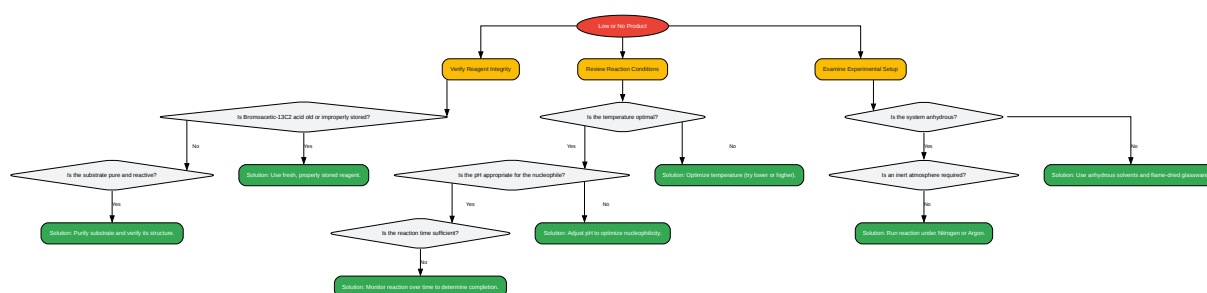 Low or No Product
Verify Reagent Integrity
Review Reaction Conditions
Examine Experimental Setup
Is Bromoacetic-13C2 acid old or improperly stored?
Is the temperature optimal?
Is the system anhydrous?
No
Yes
Yes
No
Yes
No
Is the substrate pure and reactive?
Solution: Use fresh, properly stored reagent.
Is the pH appropriate for the nucleophile?
Solution: Optimize temperature (try lower or higher).
Is an inert atmosphere required?
Solution: Use anhydrous solvents and flame-dried glassware
Yes
Yes
No
No
Solution: Purify substrate and verify its structure.
Is the reaction time sufficient?
Solution: Adjust pH to optimize nucleophilicity.
Solution: Run reaction under Nitrogen or Argon.
No
Solution: Monitor reaction over time to determine completion.